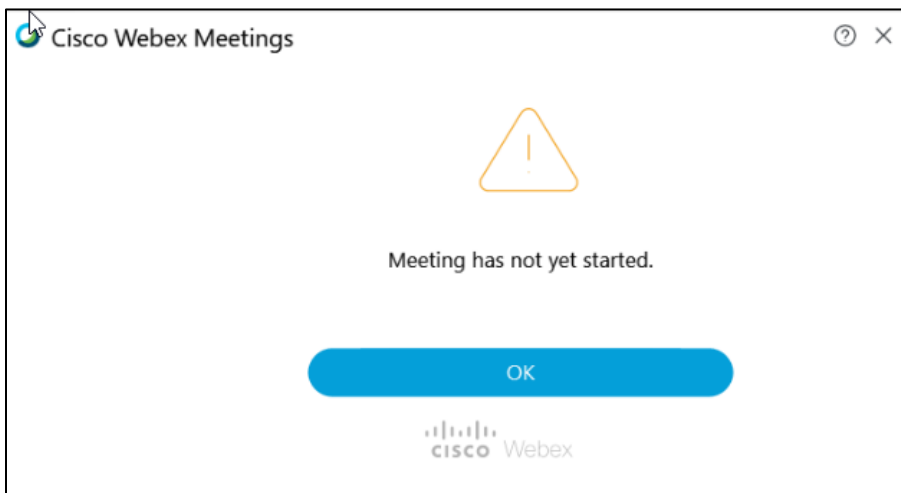 Cisco Webex Meetings
Meeting has not yet started.
OK
cisco Webex